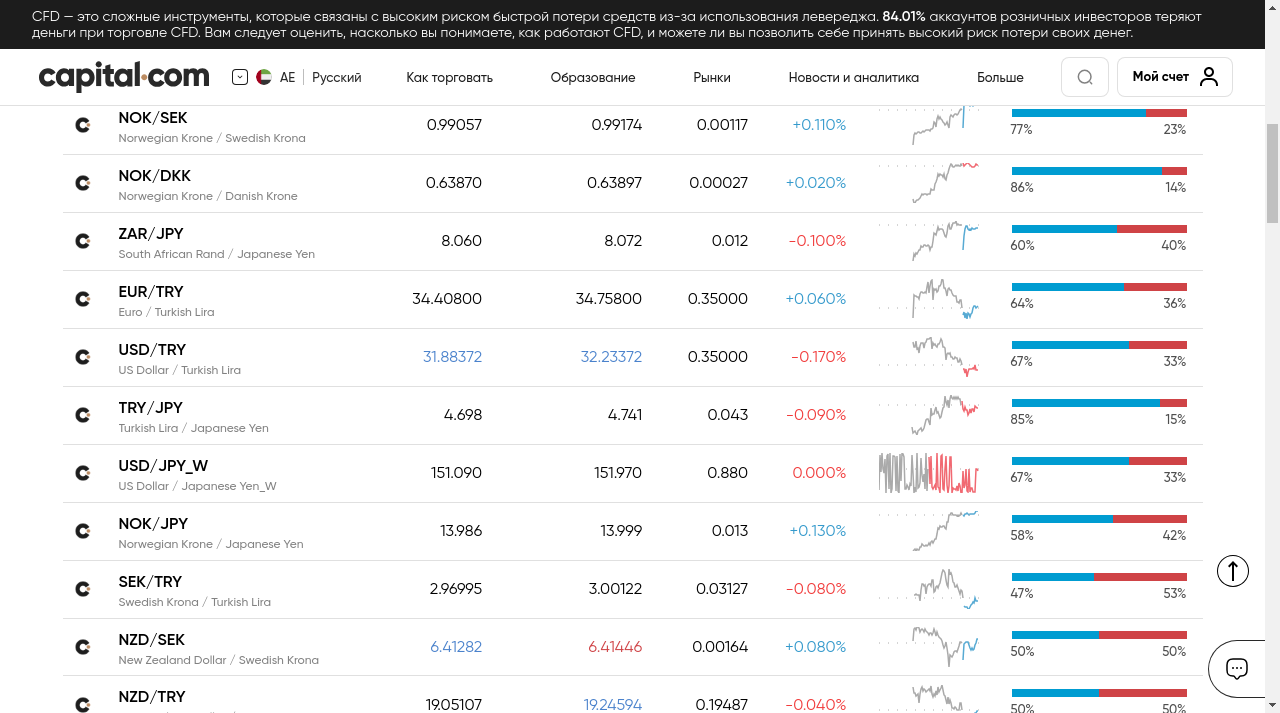 CFD — это сложные инструменты, которые связаны с высоким риском быстрой потери средств из-за использования левереджа. 84.01% аккаунтов розничных инвесторов теряют
деньги при торговле CFD. Вам следует оценить, насколько вы понимаете, как работают CFD, и можете ли вы позволить себе принять высокий риск потери своих денег.
capital.com AE Русский Как торговать Образование Рынки Новости и аналитика Больше Мой счет
NOK/SEK 0.99057 0.99174 0.00117 +0.110%
Norwegian Krone / Swedish Krona 77% 23%
NOK/DKK 0.63870 0.63897 0.00027 +0.020%
Norwegian Krone / Danish Krone 86% 14%
ZAR/JPY 8.060 8.072 0.012 -0.100%
South African Rand / Japanese Yen 60% 40%
EUR/TRY 34.40800 34.75800 0.35000 +0.060%
Euro / Turkish Lira 64% 36%
USD/TRY 31.88372 32.23372 0.35000 -0.170%
US Dollar / Turkish Lira 67% 33%
TRY/JPY 4.698 4.741 0.043 -0.090%
Turkish Lira / Japanese Yen 85% 15%
USD/JPY_W 151.090 151.970 0.880 0.000%
US Dollar / Japanese Yen_W 67% 33%
NOK/JPY 13.986 13.999 0.013 +0.130%
Norwegian Krone / Japanese Yen 58% 42%
SEK/TRY 2.96995 3.00122 0.03127 -0.080%
Swedish Krona / Turkish Lira 47% 53%
NZD/SEK 6.41282 6.41446 0.00164 +0.080%
New Zealand Dollar / Swedish Krona 50% 50%
NZD/TRY 19.05107 19.24594 0.19487 -0.040%
50% 50%